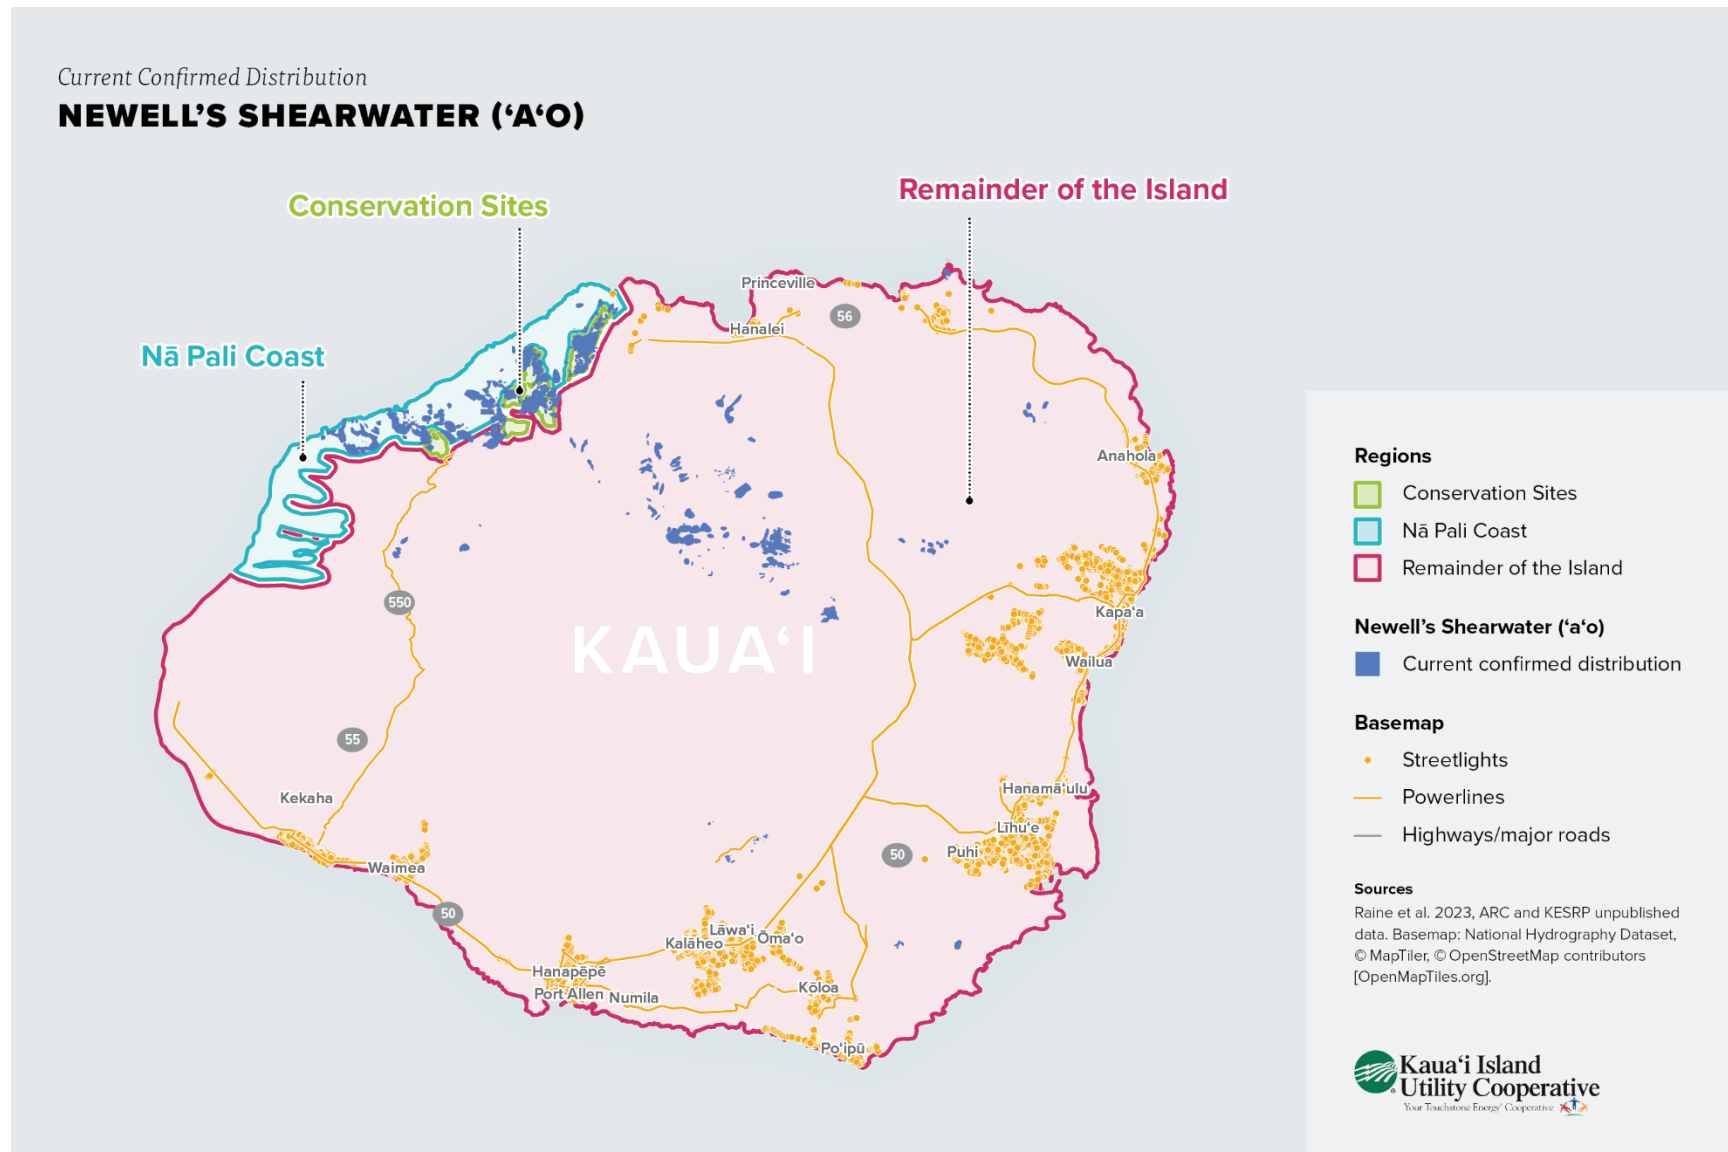 Current Confirmed Distribution
NEWELL’S SHEARWATER (‘A‘O)
Conservation Sites
Remainder of the Island
Nā Pali Coast
Princeville
Hanalei
56
Anahola
550
KAUA‘I
Kapa‘a
Wailua
55
Kekaha
Hanamā‘ulu
Līhu‘e
Puhi
50
Waimea
50
Lāwa‘i
Kalāheo
Ōma‘o
Hanapēpē
Port Allen
Numila
Kōloa
Po‘ipū
Regions
Conservation Sites
Nā Pali Coast
Remainder of the Island
Newell’s Shearwater (‘a‘o)
Current confirmed distribution
Basemap
Streetlights
Powerlines
Highways/major roads
Sources
Raine et al. 2023, ARC and KESRP unpublished
data. Basemap: National Hydrography Dataset,
© MapTiler, © OpenStreetMap contributors
[OpenMapTiles.org].
Kaua‘i Island
Utility Cooperative
Your Touchstone Energy® Cooperative